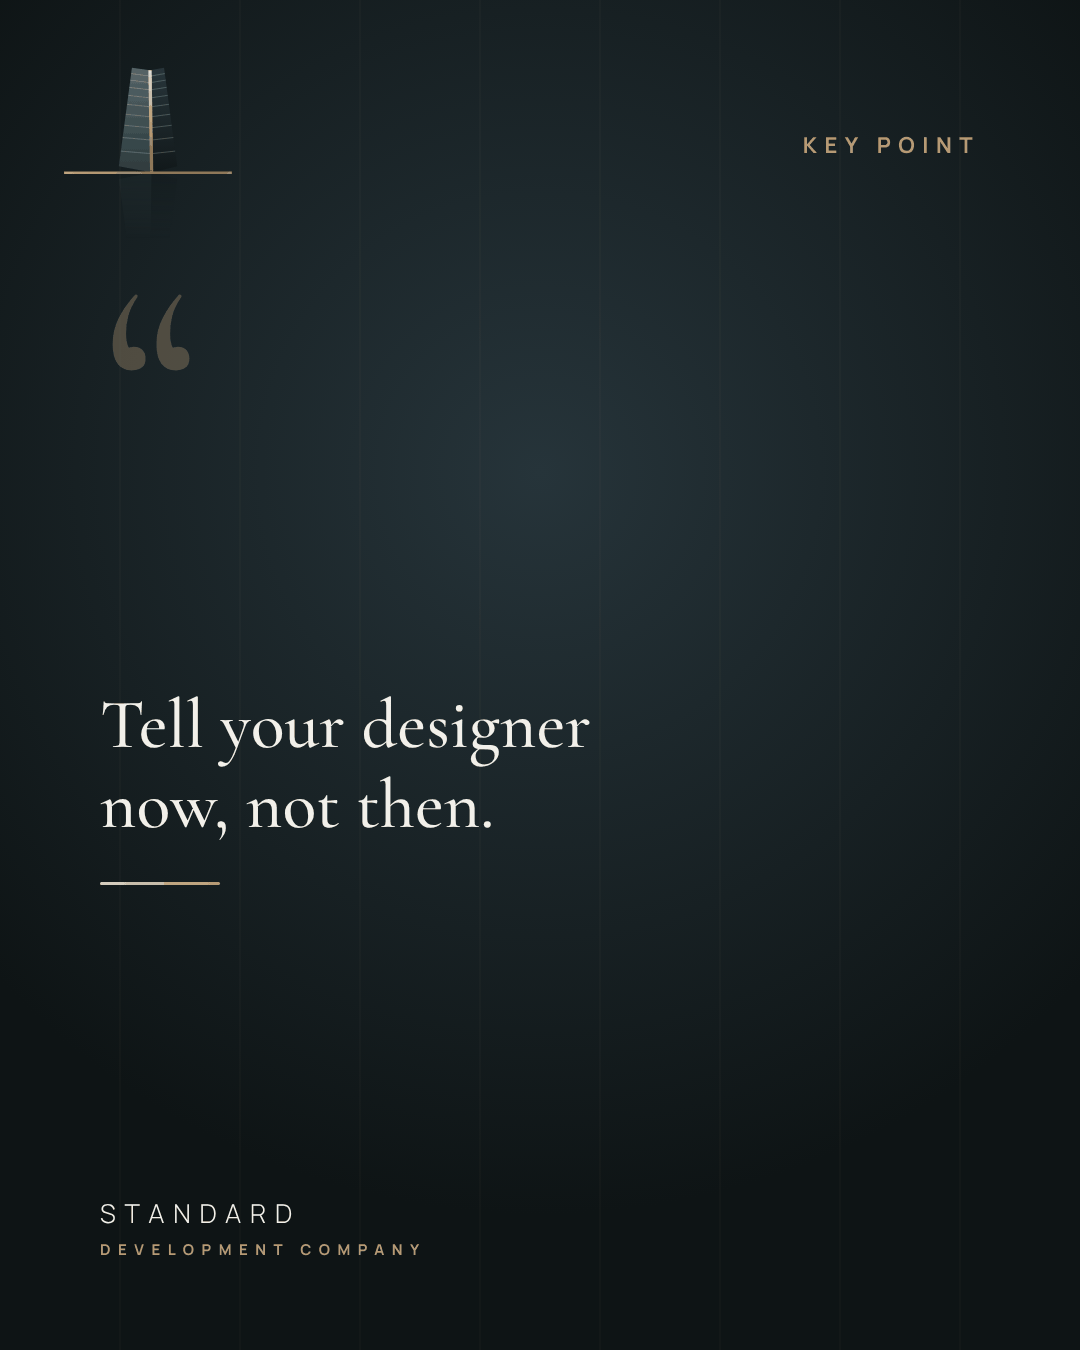 KEY POINT
“
Tell your designer
now, not then.
STANDARD
DEVELOPMENT COMPANY